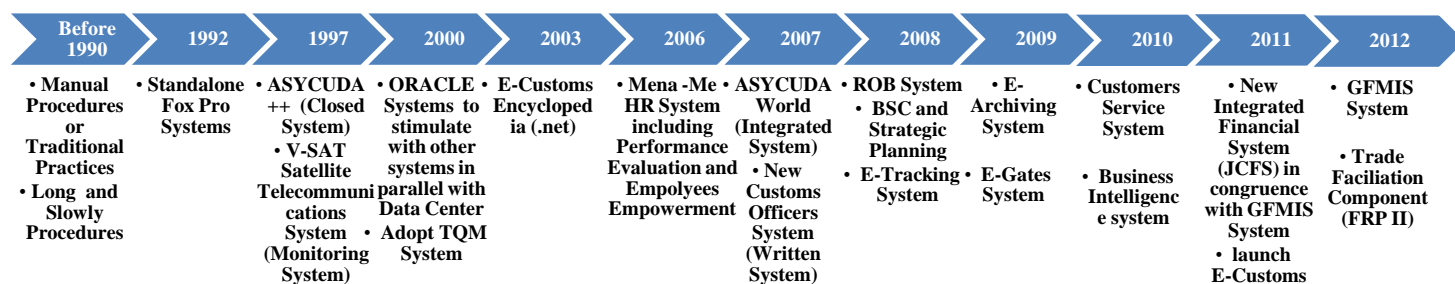 Before
1990
1992
1997
2000
2003
2006
2007
2008
2009
2010
2011
2012
• Manual
Procedures
or
Traditional
Practices
• Long and
Slowly
Procedures
• Standalone
Fox Pro
Systems
• ASYCUDA
++ (Closed
System)
• V-SAT
Satellite
Telecommuni
cations
System
(Monitoring
System)
• ORACLE
Systems to
stimulate
with other
systems in
parallel with
Data Center
• Adopt TQM
System
• E-Customs
Encycloped
ia (.net)
• Mena -Me
HR System
including
Performance
Evaluation and
Empolyees
Empowerment
• ASYCUDA
World
(Integrated
System)
• New
Customs
Officers
System
(Written
System)
• ROB System
• BSC and
Strategic
Planning
• E-Tracking
System
• E-
Archiving
System
• E-Gates
System
• Customers
Service
System
• Business
Intelligenc
e system
• New
Integrated
Financial
System
(JCFS) in
congruence
with GFMIS
System
• launch
E-Customs
• GFMIS
System
• Trade
Faciliation
Component
(FRP II)